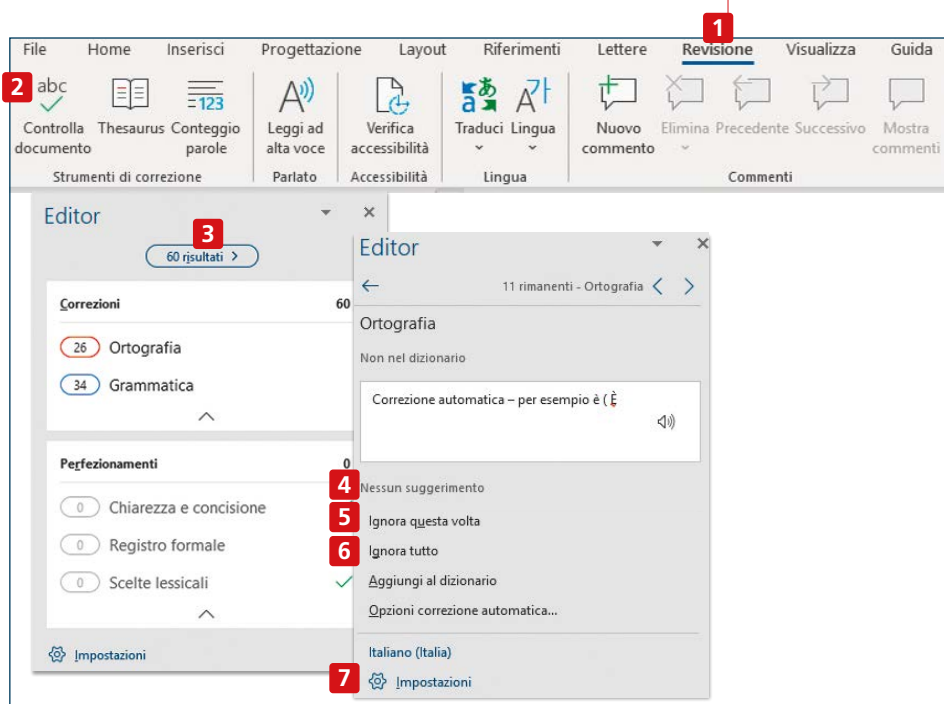 1
File Home Inserisci Progettazione Layout Riferimenti Lettere Revisione Visualizza Guida
2 abc
123
A
あ
A가
Controlla documento
Thesaurus
Conteggio parole
Leggi ad alta voce
Verifica accessibilità
Traduci
Lingua
Nuovo commento
Elimina
Precedente
Successivo
Mostra commenti
Strumenti di correzione
Parlato
Accessibilità
Lingua
Commenti
Editor
3
60 risultati >
Correzioni 60
26 Ortografia
34 Grammatica
Perfezionamenti 0
0 Chiarezza e concisione
0 Registro formale
0 Scelte lessicali
Impostazioni
Editor
11 rimanenti - Ortografia
Ortografia
Non nel dizionario
Correzione automatica – per esempio è ( È
4 Nessun suggerimento
5 Ignora questa volta
6 Ignora tutto
Aggiungi al dizionario
Opzioni correzione automatica...
Italiano (Italia)
7 Impostazioni